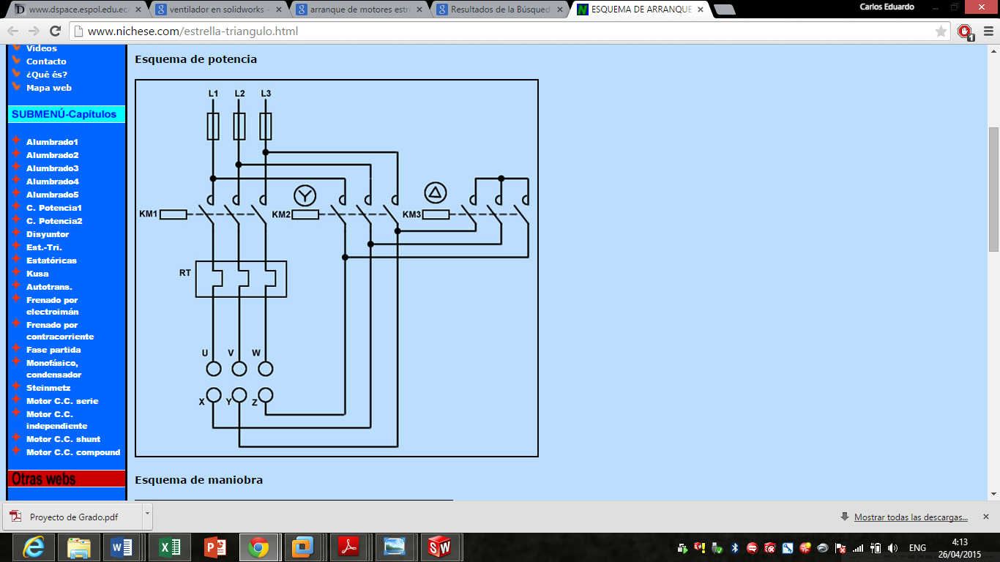 www.dspace.espol.edu.ec/
ventilador en solidworks -
arranque de motores estre
Resultados de la Búsqued
ESQUEMA DE ARRANQUE
Carlos Eduardo
www.nichese.com/estrella-triangulo.html
1
Videos
Contacto
¿Qué és?
Mapa web
SUBMENÚ-Capítulos
Alumbrado1
Alumbrado2
Alumbrado3
Alumbrado4
Alumbrado5
C. Potencia1
C. Potencia2
Disyuntor
Est.-Tri.
Estatóricas
Kusa
Autotrans.
Frenado por
electroimán
Frenado por
contracorriente
Fase partida
Monofásico,
condensador
Steinmetz
Motor C.C. serie
Motor C.C.
independiente
Motor C.C. shunt
Motor C.C. compound
Otras webs
Esquema de potencia
L1 L2 L3
KM1 KM2 KM3
RT
U V W
X Y Z
Esquema de maniobra
Proyecto de Grado.pdf
Mostrar todas las descargas...
ENG
4:13
26/04/2015